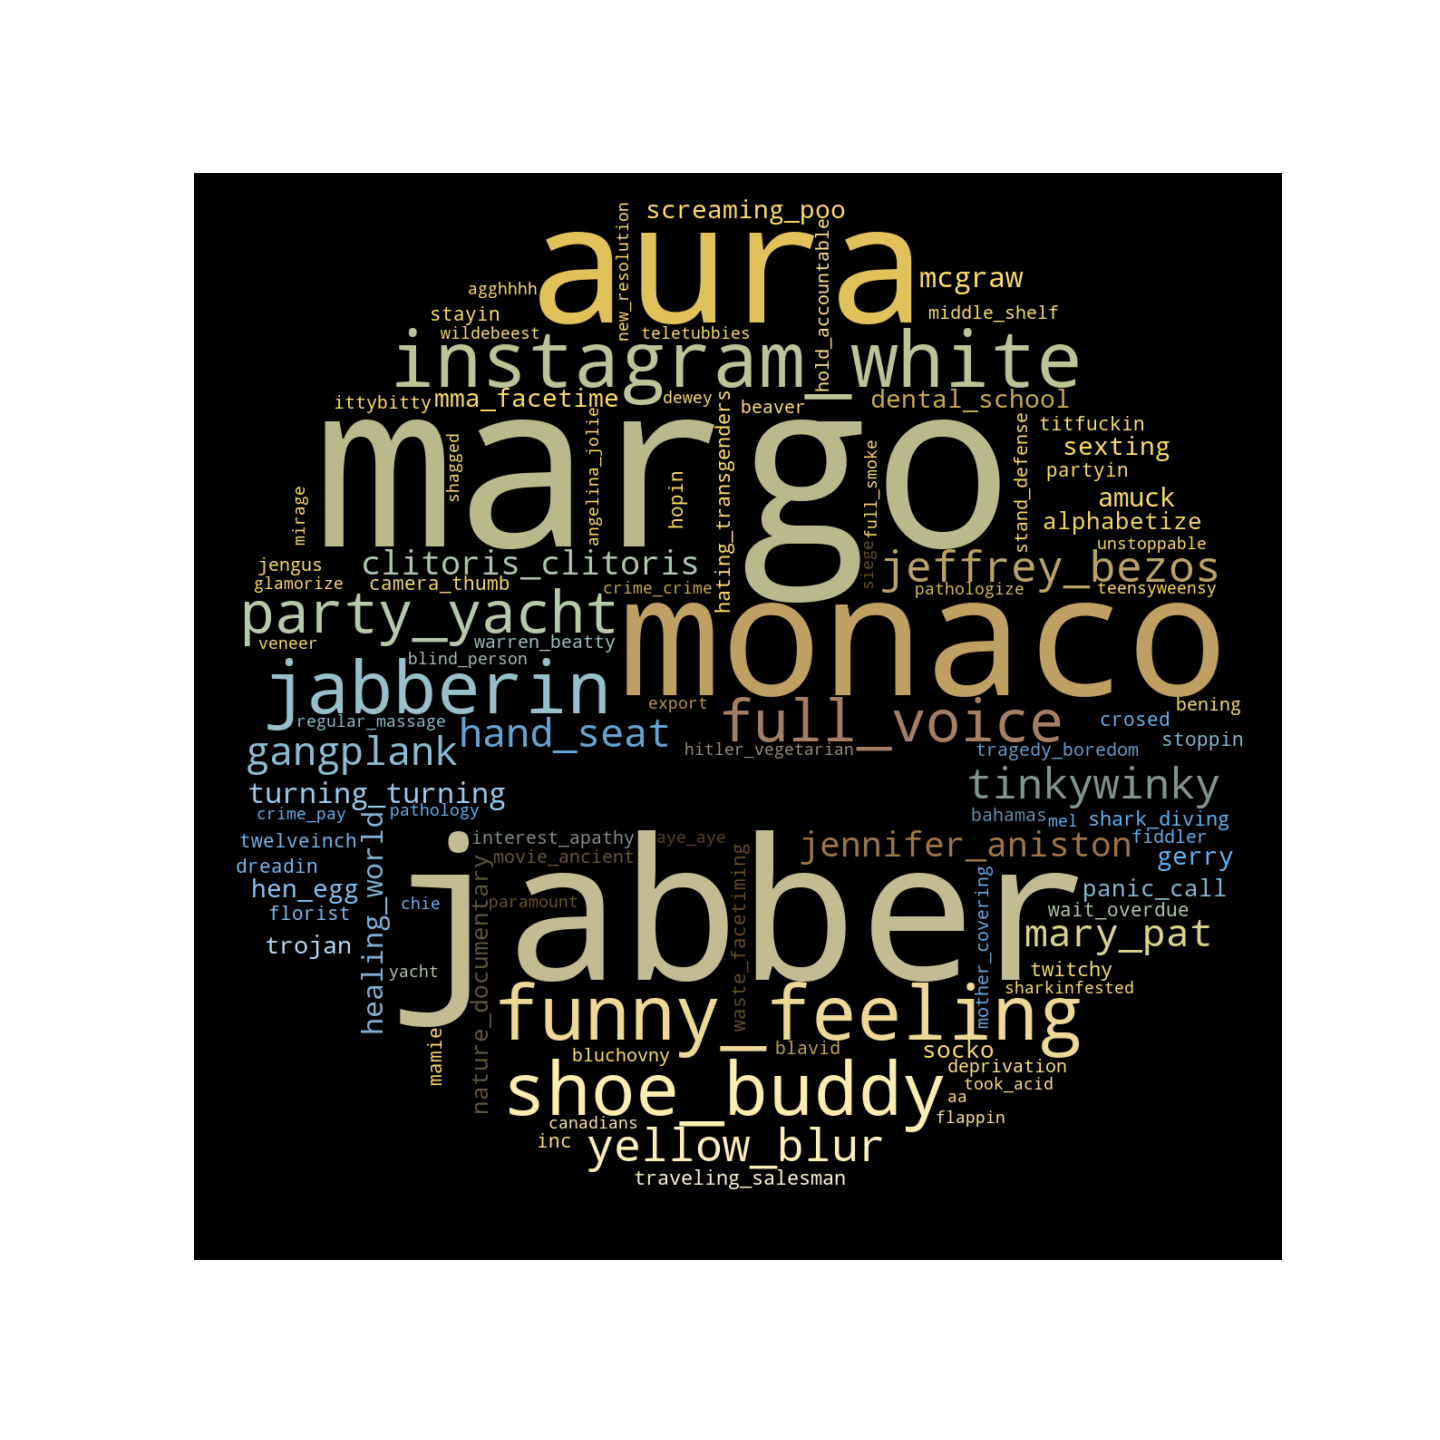 screaming_poo
new_resolution
aura
hold_accountable
mcgraw
agghhhh
stayin
middle_shelf
wildebeest
teletubbies
instagram_white
ittybitty
mma_facetime
dewey
beaver
dental_school
margo
shagged
angelina_jolie
hopin
hating_transgenders
full_smoke
stand_defense
titfuckin
sexting
partyin
mirage
amuck
alphabetize
unstoppable
jengus
clitoris_clitoris
siege
jeffrey_bezos
glamorize
camera_thumb
crime_crime
pathologize
teensyweensy
party_yacht
monaco
veneer
warren_beatty
blind_person
jabberin
export
bening
regular_massage
hand_seat
full_voice
crosed
stoppin
gangplank
hitler_vegetarian
tragedy_boredom
turning_turning
tinkywinky
crime_pay
pathology
bahamas
mel
shark_diving
twelveinch
healing_world
interest_apathy
aye_aye
jennifer_aniston
fiddler
gerry
dreadin
movie_ancient
hen_egg
chie
nature_documentary
paramount
jabber
waste_facetiming
mother_covering
panic_call
florist
wait_overdue
trojan
mary_pat
yacht
twitchy
sharkinfested
funny_feeling
mamie
bluchovny
blavid
socko
deprivation
shoe_buddy
took_acid
aa
canadians
flappin
inc
yellow_blur
traveling_salesman